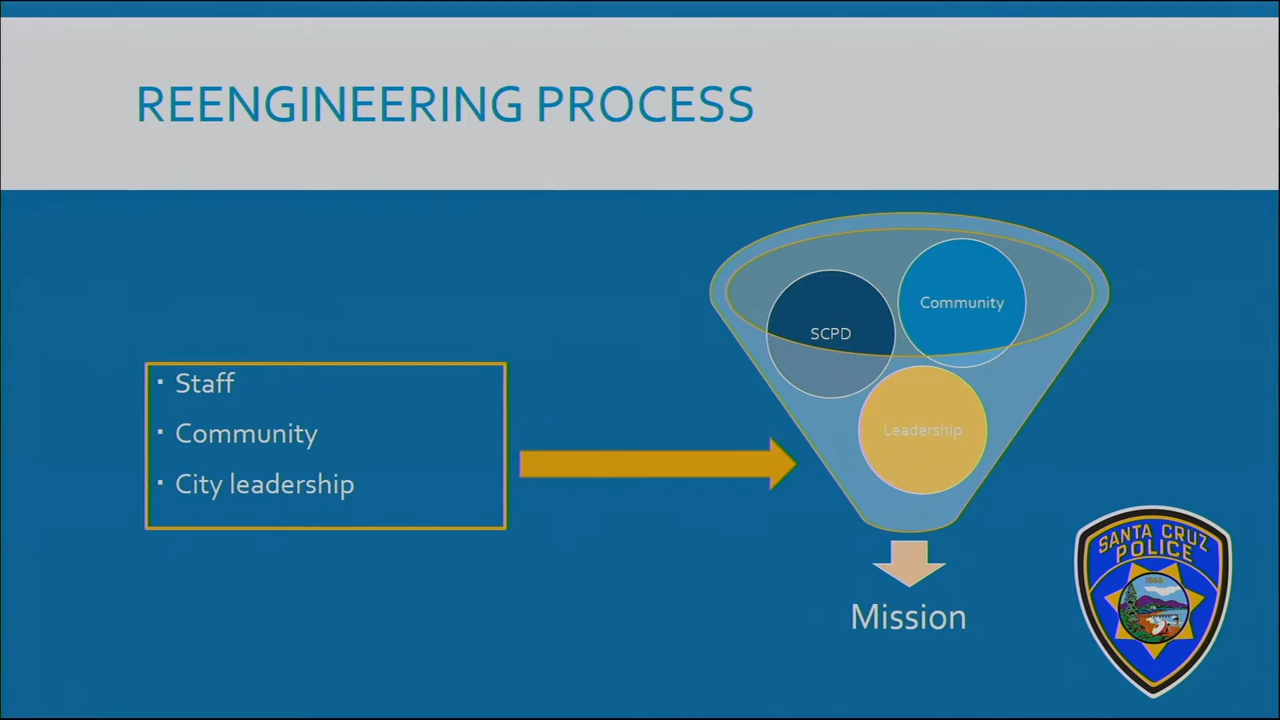 REENGINEERING PROCESS
▪ Staff
▪ Community
▪ City leadership
SCPD
Community
Leadership
Mission
SANTA CRUZ
POLICE